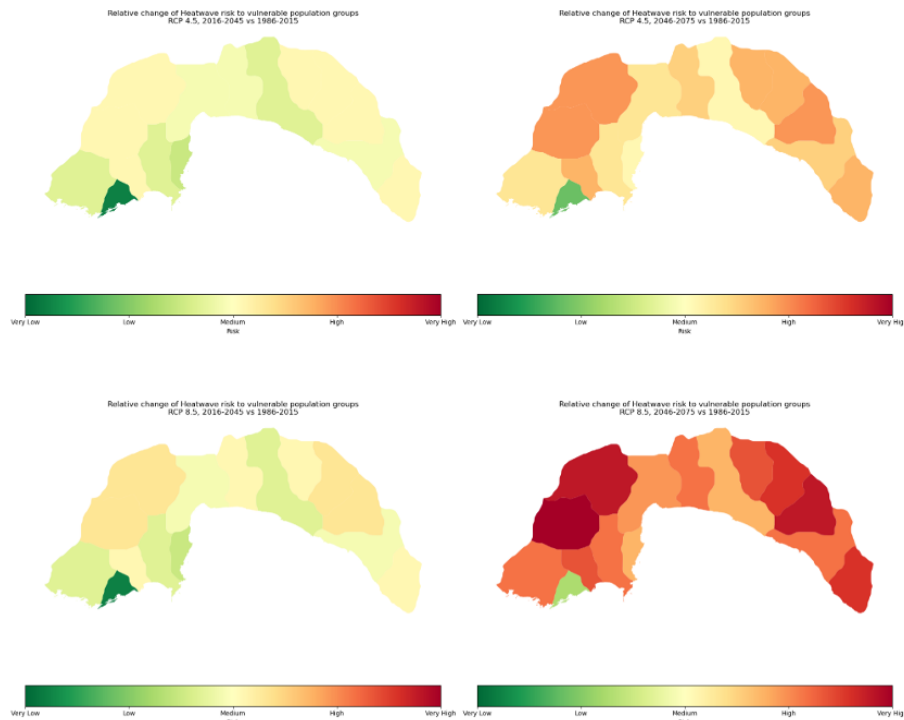 Relative change of Heatwave risk to vulnerable population groups
RCP 4.5, 2016-2045 vs 1986-2015
Very Low Low Medium High Very High
Risk
Relative change of Heatwave risk to vulnerable population groups
RCP 4.5, 2046-2075 vs 1986-2015
Very Low Low Medium High Very Hig
Risk
Relative change of Heatwave risk to vulnerable population groups
RCP 8.5, 2016-2045 vs 1986-2015
Very Low Low Medium High Very High
Relative change of Heatwave risk to vulnerable population groups
RCP 8.5, 2046-2075 vs 1986-2015
Very Low Low Medium High Very Hig